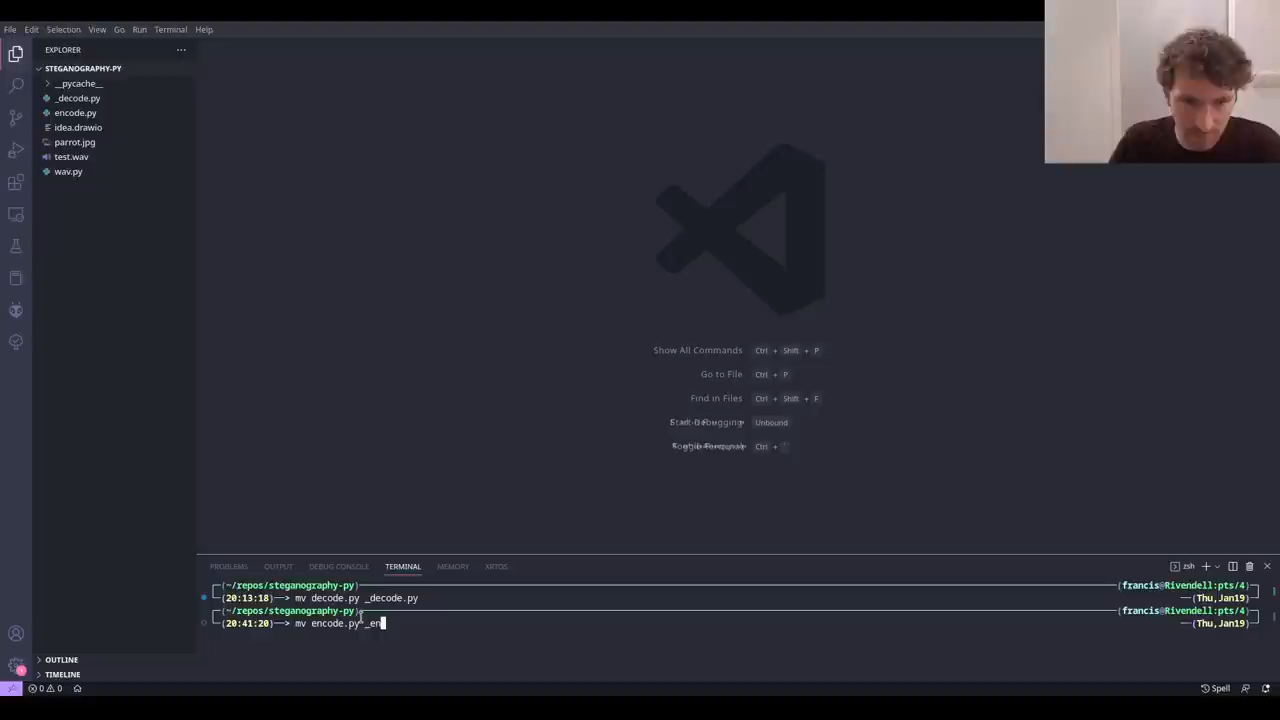 File Edit Selection View Go Run Terminal Help
EXPLORER ...
STEGANOGRAPHY-PY
__pycache__
_decode.py
encode.py
idea.drawio
parrot.jpg
test.wav
wav.py
Show All Commands Ctrl + Shift + P
Go to File Ctrl + P
Find in Files Ctrl + Shift + F
Start Debugging Unbound
Ctrl + `
PROBLEMS OUTPUT DEBUG CONSOLE TERMINAL MEMORY XRTOS zsh
(~/repos/steganography-py) (francis@Rivendell:pts/4)
(20:13:18)──> mv decode.py _decode.py (Thu,Jan19)
(~/repos/steganography-py) (francis@Rivendell:pts/4)
(20:41:20)──> mv encode.py _en (Thu,Jan19)
OUTLINE
TIMELINE
0 0 Spell